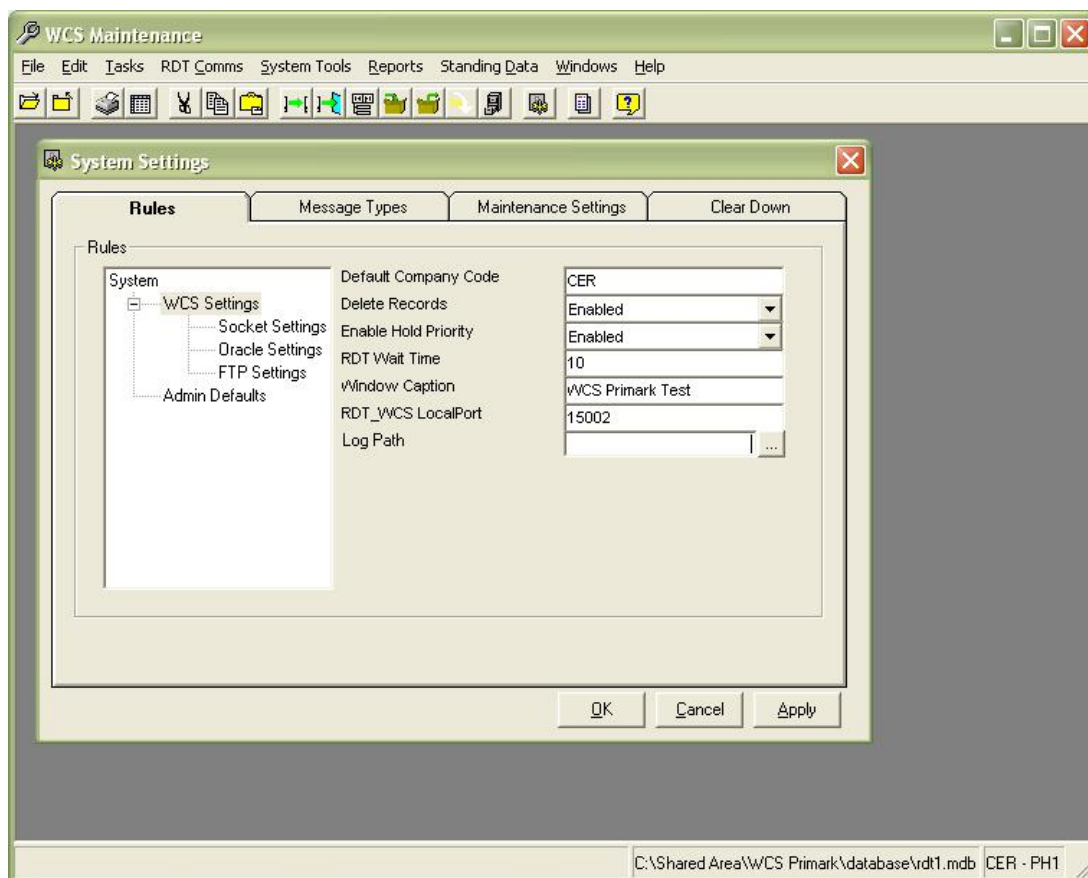 WCS Maintenance
File Edit Tasks RDT Comms System Tools Reports Standing Data Windows Help
System Settings
Rules Message Types Maintenance Settings Clear Down
Rules
System
WCS Settings
Socket Settings
Oracle Settings
FTP Settings
Admin Defaults
Default Company Code CER
Delete Records Enabled
Enable Hold Priority Enabled
RDT Wait Time 10
Window Caption WCS Primark Test
RDT_WCS LocalPort 15002
Log Path ...
OK Cancel Apply
C:\Shared Area\WCS Primark\database\rdt1.mdb CER - PH1